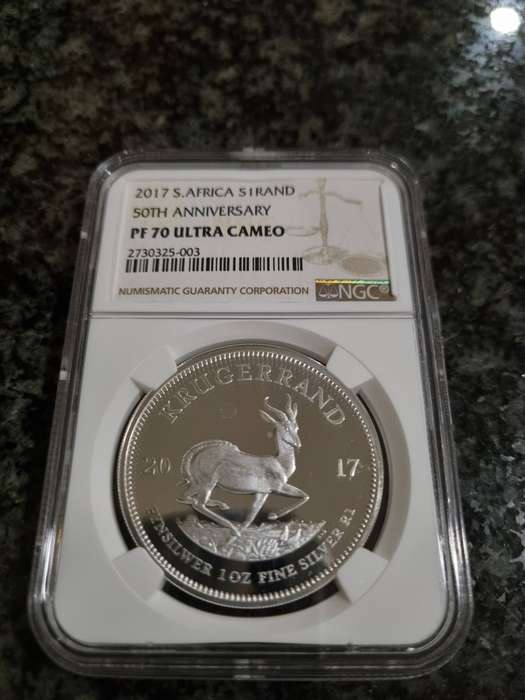 2017 S.AFRICA S1RAND
50TH ANNIVERSARY
PF 70 ULTRA CAMEO
2730325-003
NUMISMATIC GUARANTY CORPORATION
NGC®
KRUGERRAND
20 17
FYNSILWER 1 OZ FINE SILVER R1